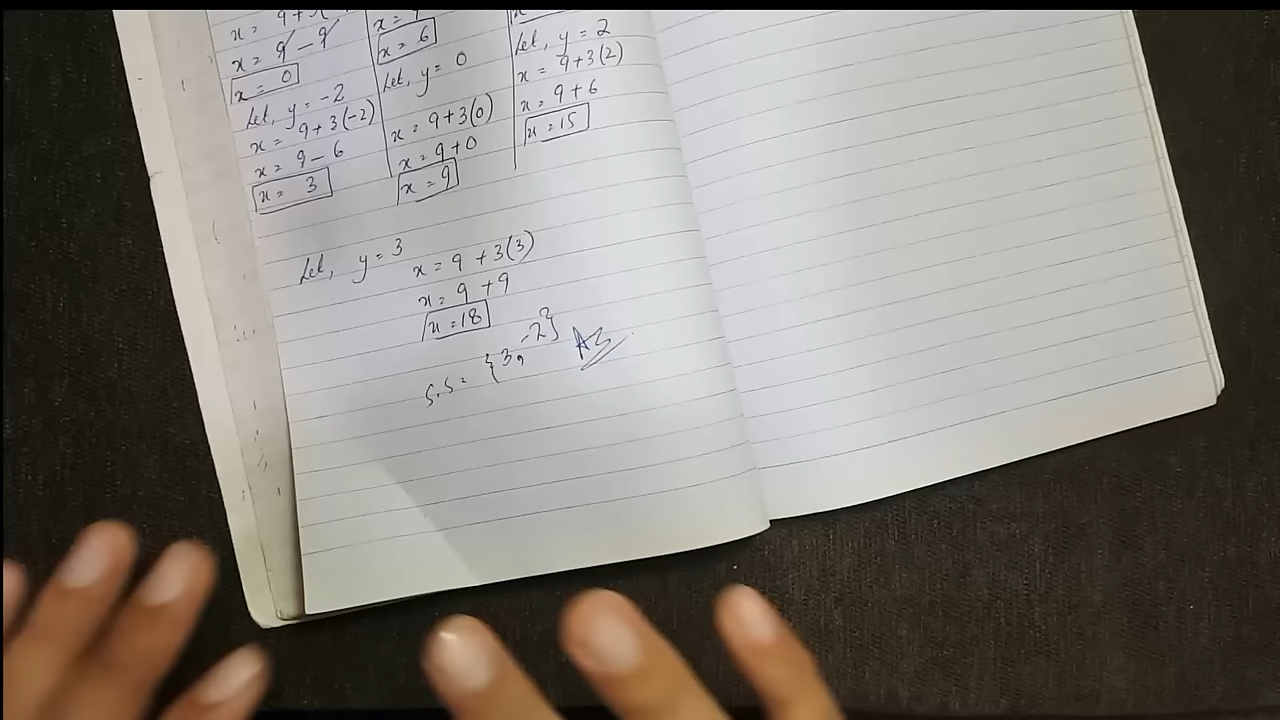 x = 9 - 9
x = 0
Let, y = -2
x = 9 + 3(-2)
x = 9 - 6
x = 3
x = 6
Let, y = 0
x = 9 + 3(0)
x = 9 + 0
x = 9
Let, y = 2
x = 9 + 3(2)
x = 9 + 6
x = 15
Let, y = 3
x = 9 + 3(3)
x = 9 + 9
x = 18
S.S = {3, -2}